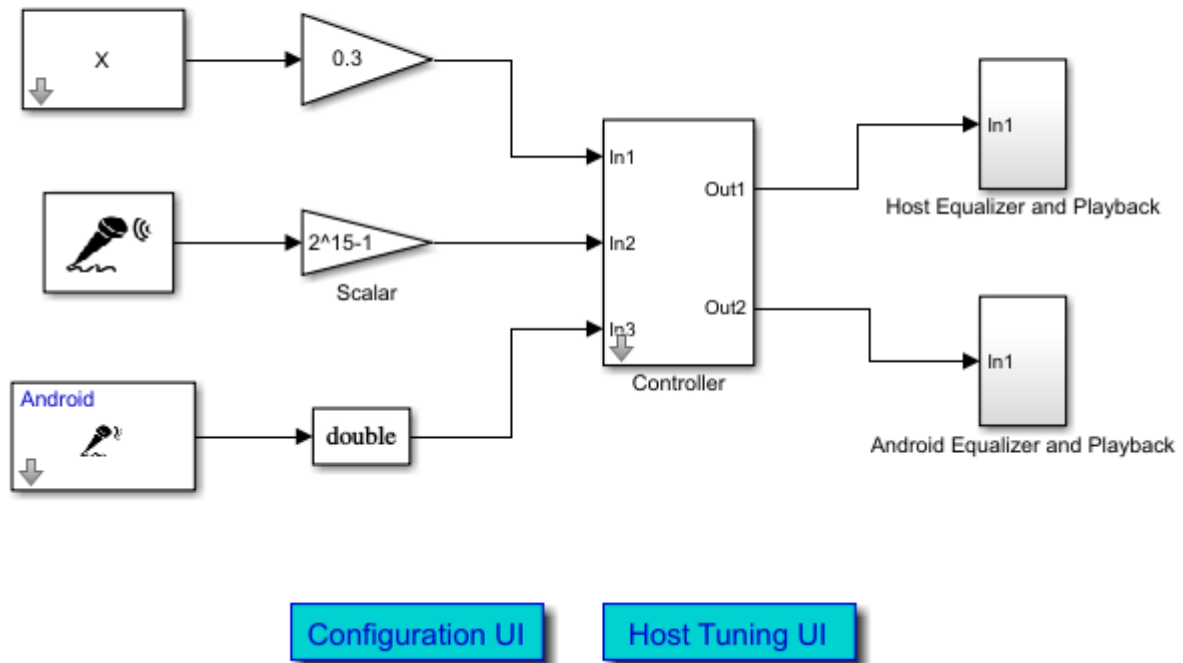 X
0.3
In1
Out1
In1
Host Equalizer and Playback
2^15-1
Scalar
In2
Out2
In3
Controller
In1
Android Equalizer and Playback
Android
double
Configuration UI
Host Tuning UI